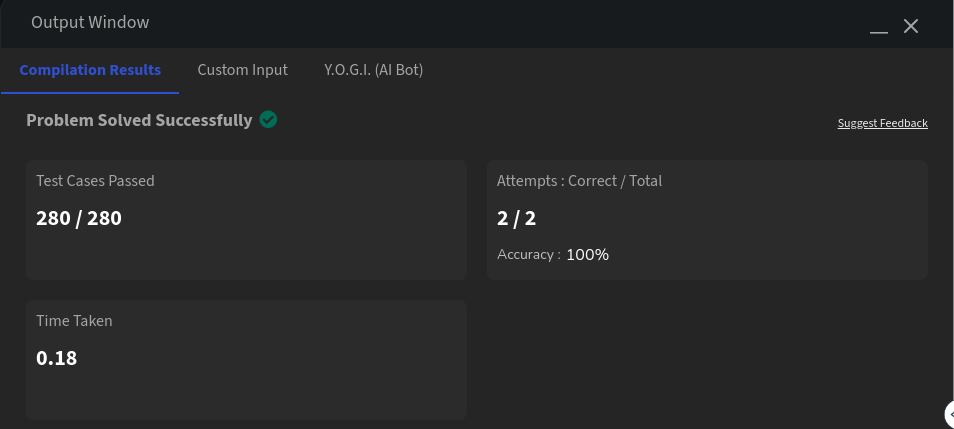 Output Window
Compilation Results Custom Input Y.O.G.I. (AI Bot)
Problem Solved Successfully
Suggest Feedback
Test Cases Passed
280 / 280
Attempts : Correct / Total
2 / 2
Accuracy : 100%
Time Taken
0.18